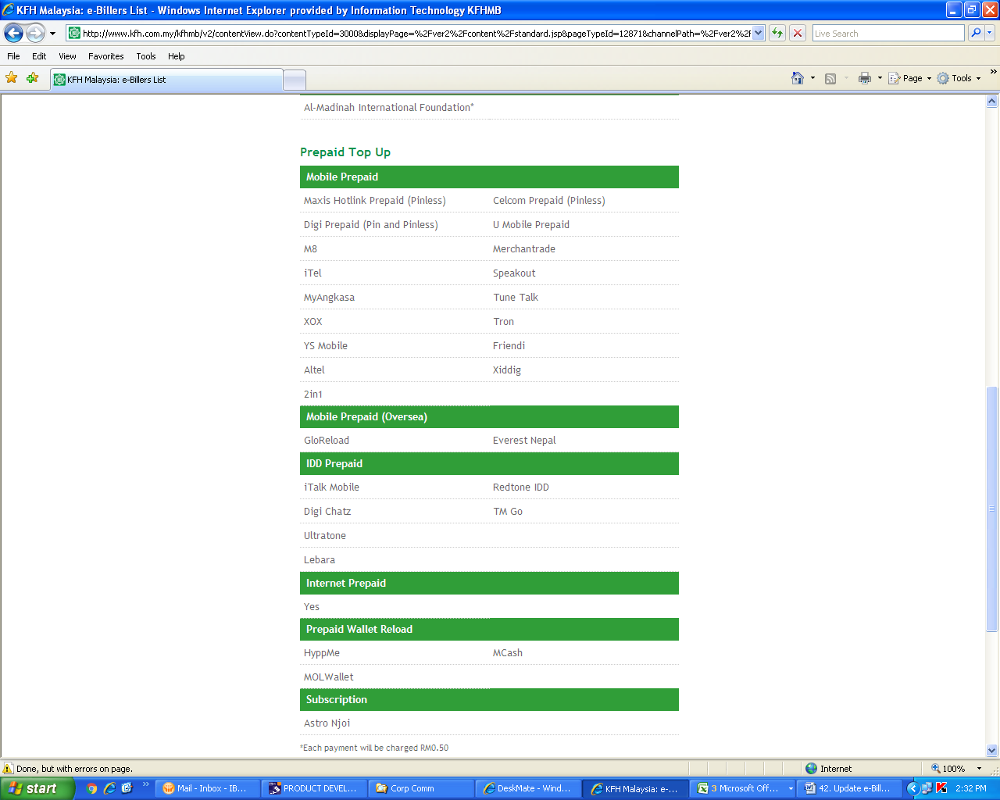 KFH Malaysia: e-Billers List - Windows Internet Explorer provided by Information Technology KFHMB
http://www.kfh.com.my/kfhmb/v2/contentView.do?contentTypeId=3000&displayPage=%2Fver2%2Fcontent%2Fstandard.jsp&pageTypeId=12871&channelPath=%2Fver2%2F
Live Search
File Edit View Favorites Tools Help
KFH Malaysia: e-Billers List
Page Tools
Al-Madinah International Foundation*
Prepaid Top Up
Mobile Prepaid
Maxis Hotlink Prepaid (Pinless) Celcom Prepaid (Pinless)
Digi Prepaid (Pin and Pinless) U Mobile Prepaid
M8 Merchantrade
iTel Speakout
MyAngkasa Tune Talk
XOX Tron
YS Mobile Friendi
Altel Xiddig
2in1
Mobile Prepaid (Oversea)
GloReload Everest Nepal
IDD Prepaid
iTalk Mobile Redtone IDD
Digi Chatz TM Go
Ultratone
Lebara
Internet Prepaid
Yes
Prepaid Wallet Reload
HyppMe MCash
MOLWallet
Subscription
Astro Njoi
*Each payment will be charged RM0.50
Done, but with errors on page. Internet 100%
start Mail - Inbox - IB... PRODUCT DEVEL... Corp Comm DeskMate - Wind... KFH Malaysia: e-... 3 Microsoft Off... 42. Update e-Bill... 2:32 PM